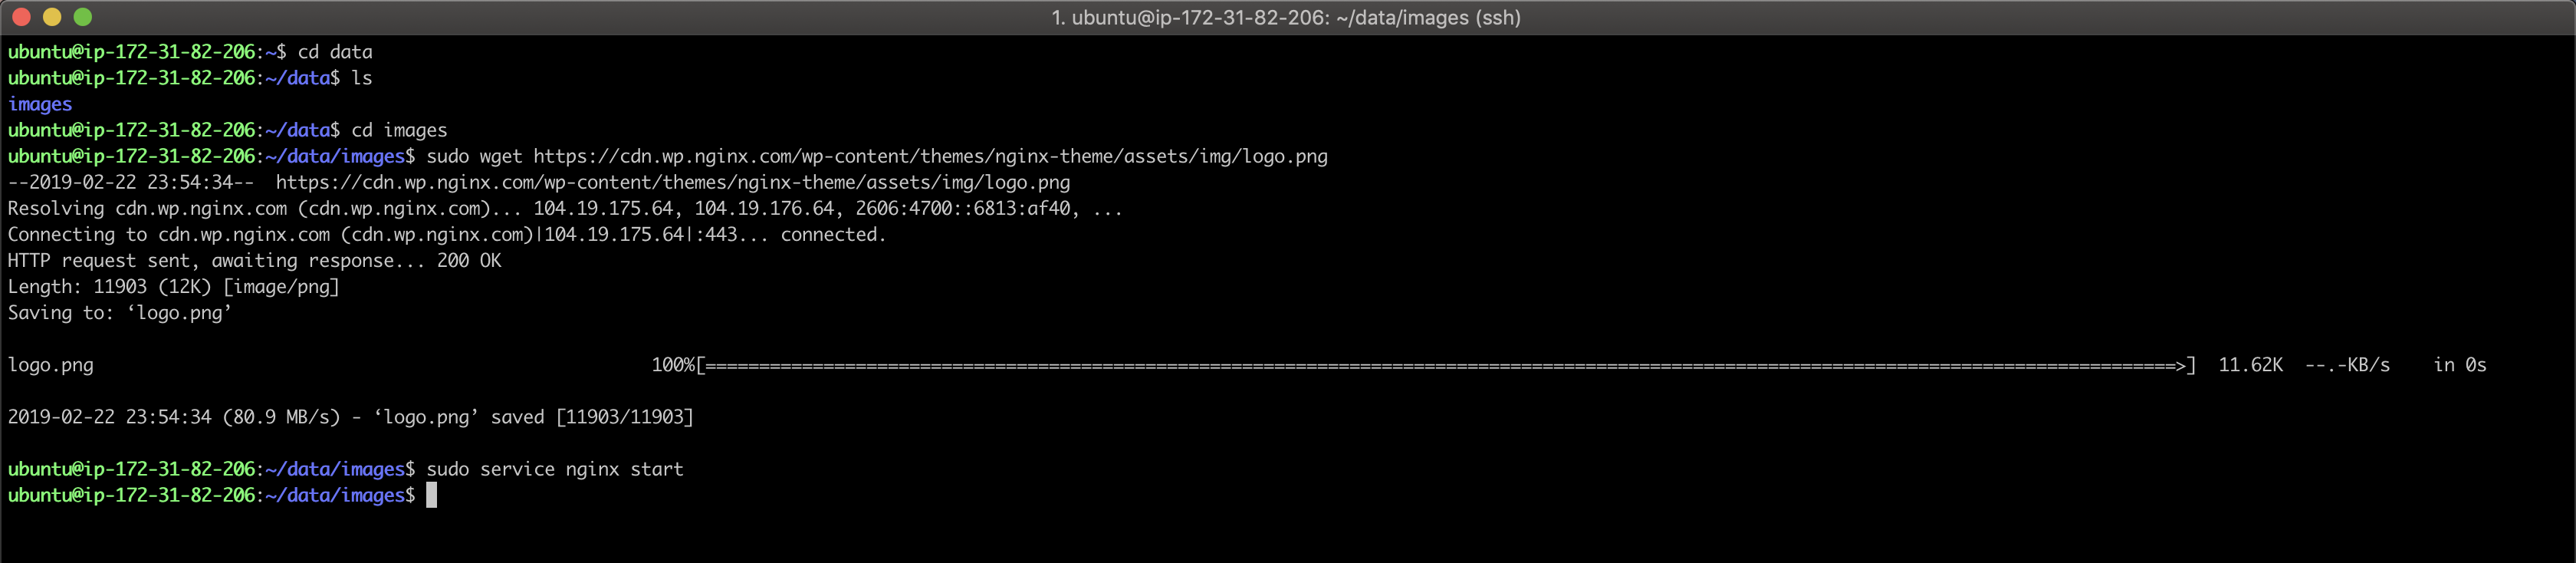 1. ubuntu@ip-172-31-82-206: ~/data/images (ssh)
ubuntu@ip-172-31-82-206:~$ cd data
ubuntu@ip-172-31-82-206:~/data$ ls
images
ubuntu@ip-172-31-82-206:~/data$ cd images
ubuntu@ip-172-31-82-206:~/data/images$ sudo wget https://cdn.wp.nginx.com/wp-content/themes/nginx-theme/assets/img/logo.png
--2019-02-22 23:54:34--  https://cdn.wp.nginx.com/wp-content/themes/nginx-theme/assets/img/logo.png
Resolving cdn.wp.nginx.com (cdn.wp.nginx.com)... 104.19.175.64, 104.19.176.64, 2606:4700::6813:af40, ...
Connecting to cdn.wp.nginx.com (cdn.wp.nginx.com)|104.19.175.64|:443... connected.
HTTP request sent, awaiting response... 200 OK
Length: 11903 (12K) [image/png]
Saving to: ‘logo.png’
logo.png 100%[=========================================================================================================================================>] 11.62K --.-KB/s in 0s
2019-02-22 23:54:34 (80.9 MB/s) - ‘logo.png’ saved [11903/11903]
ubuntu@ip-172-31-82-206:~/data/images$ sudo service nginx start
ubuntu@ip-172-31-82-206:~/data/images$